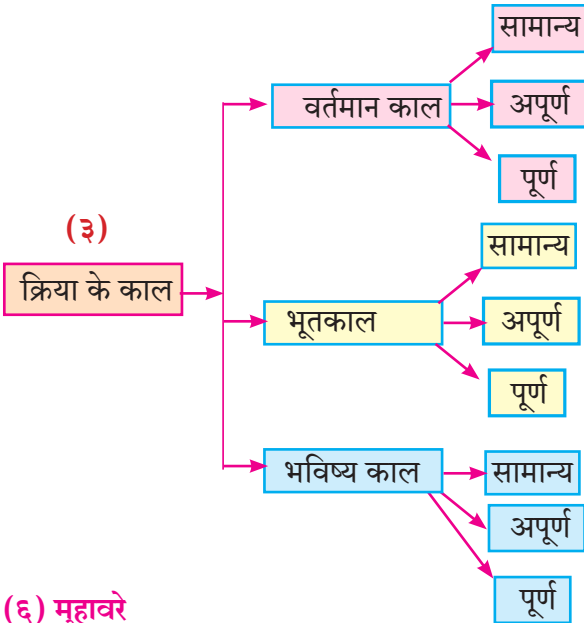 (३)
क्रिया के काल
वर्तमान काल
सामान्य
अपूर्ण
पूर्ण
भूतकाल
सामान्य
अपूर्ण
पूर्ण
भविष्य काल
सामान्य
अपूर्ण
पूर्ण
(६) मुहावरे